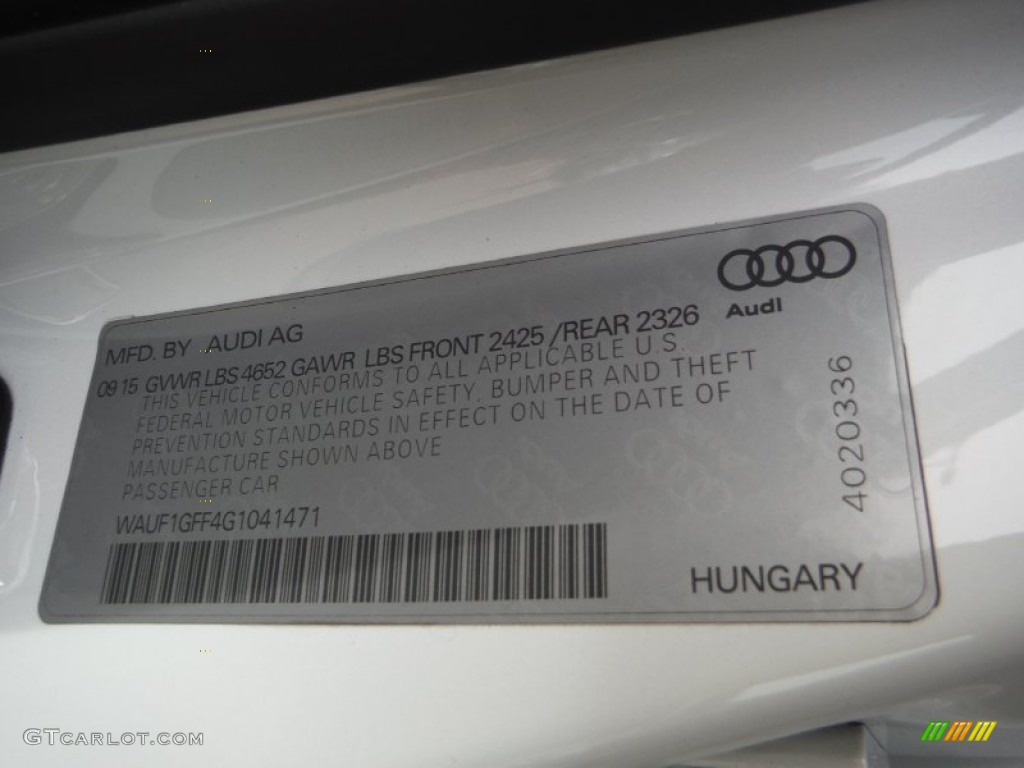 Audi
MFD. BY AUDI AG
09 15 GVWR LBS 4652 GAWR LBS FRONT 2425 /REAR 2326
THIS VEHICLE CONFORMS TO ALL APPLICABLE U.S.
FEDERAL MOTOR VEHICLE SAFETY, BUMPER AND THEFT
PREVENTION STANDARDS IN EFFECT ON THE DATE OF
MANUFACTURE SHOWN ABOVE
PASSENGER CAR
WAUF1GFF4G1041471
4020336
HUNGARY
GTCARLOT.COM